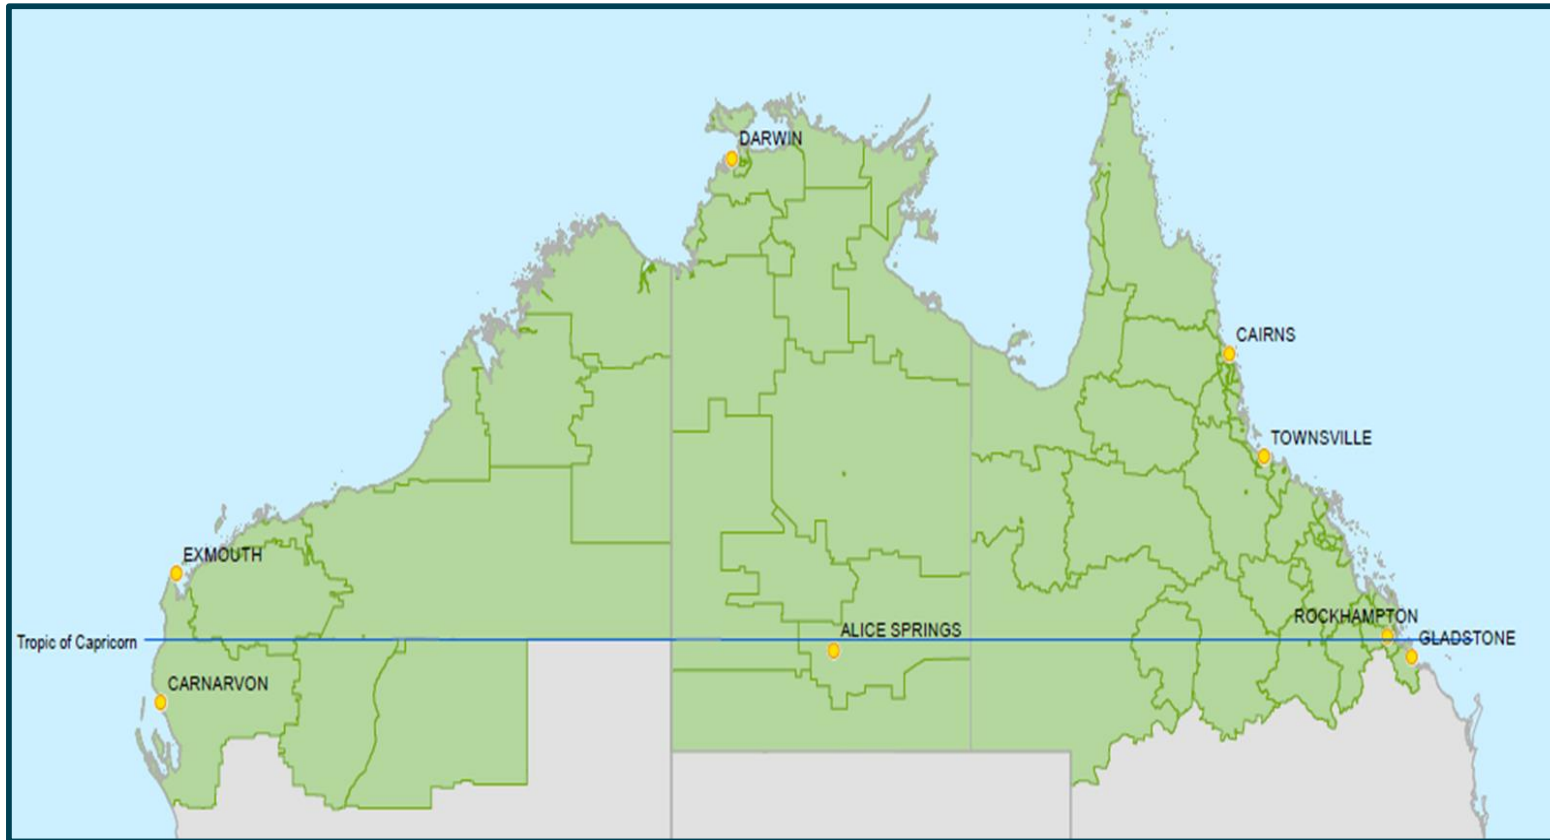 DARWIN
CAIRNS
TOWNSVILLE
EXMOUTH
ROCKHAMPTON
ALICE SPRINGS
GLADSTONE
Tropic of Capricorn
CARNARVON